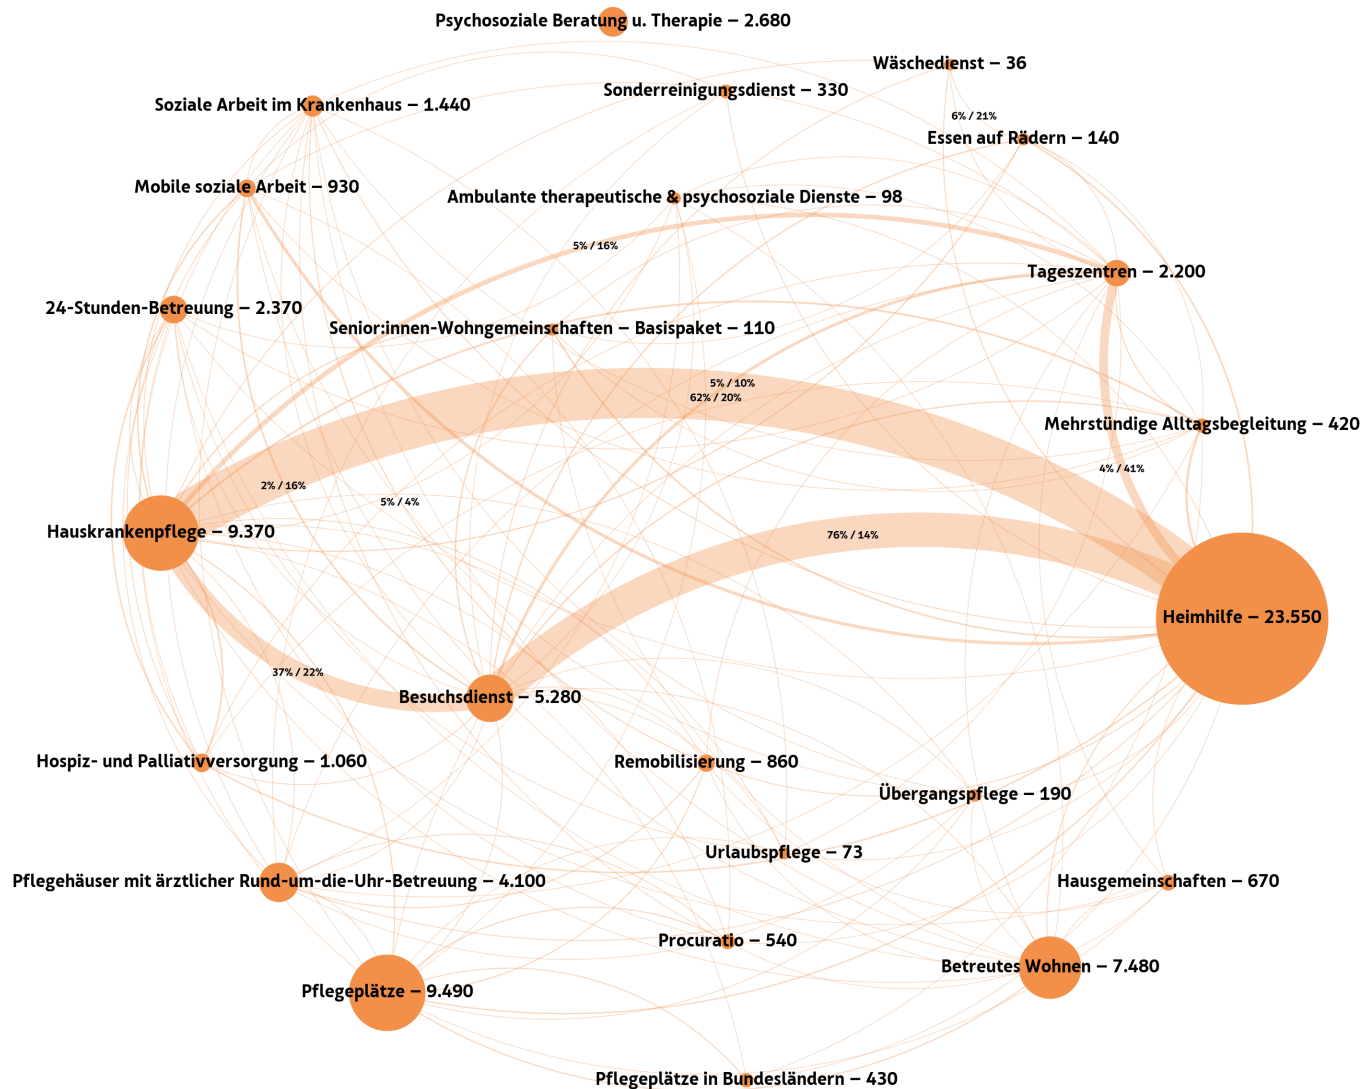 Psychosoziale Beratung u. Therapie – 2.680
Wäschedienst – 36
Sonderreinigungsdienst – 330
Soziale Arbeit im Krankenhaus – 1.440
6% / 21%
Essen auf Rädern – 140
Mobile soziale Arbeit – 930
Ambulante therapeutische & psychosoziale Dienste – 98
5% / 16%
Tageszentren – 2.200
24-Stunden-Betreuung – 2.370
Senior:innen-Wohngemeinschaften – Basispaket – 110
5% / 10%
62% / 20%
Mehrstündige Alltagsbegleitung – 420
4% / 41%
2% / 16%
5% / 4%
Hauskrankenpflege – 9.370
76% / 14%
Heimhilfe – 23.550
37% / 22%
Besuchsdienst – 5.280
Hospiz- und Palliativversorgung – 1.060
Remobilisierung – 860
Übergangspflege – 190
Urlaubspflege – 73
Pflegehäuser mit ärztlicher Rund-um-die-Uhr-Betreuung – 4.100
Hausgemeinschaften – 670
Procuratio – 540
Betreutes Wohnen – 7.480
Pflegeplätze – 9.490
Pflegeplätze in Bundesländern – 430